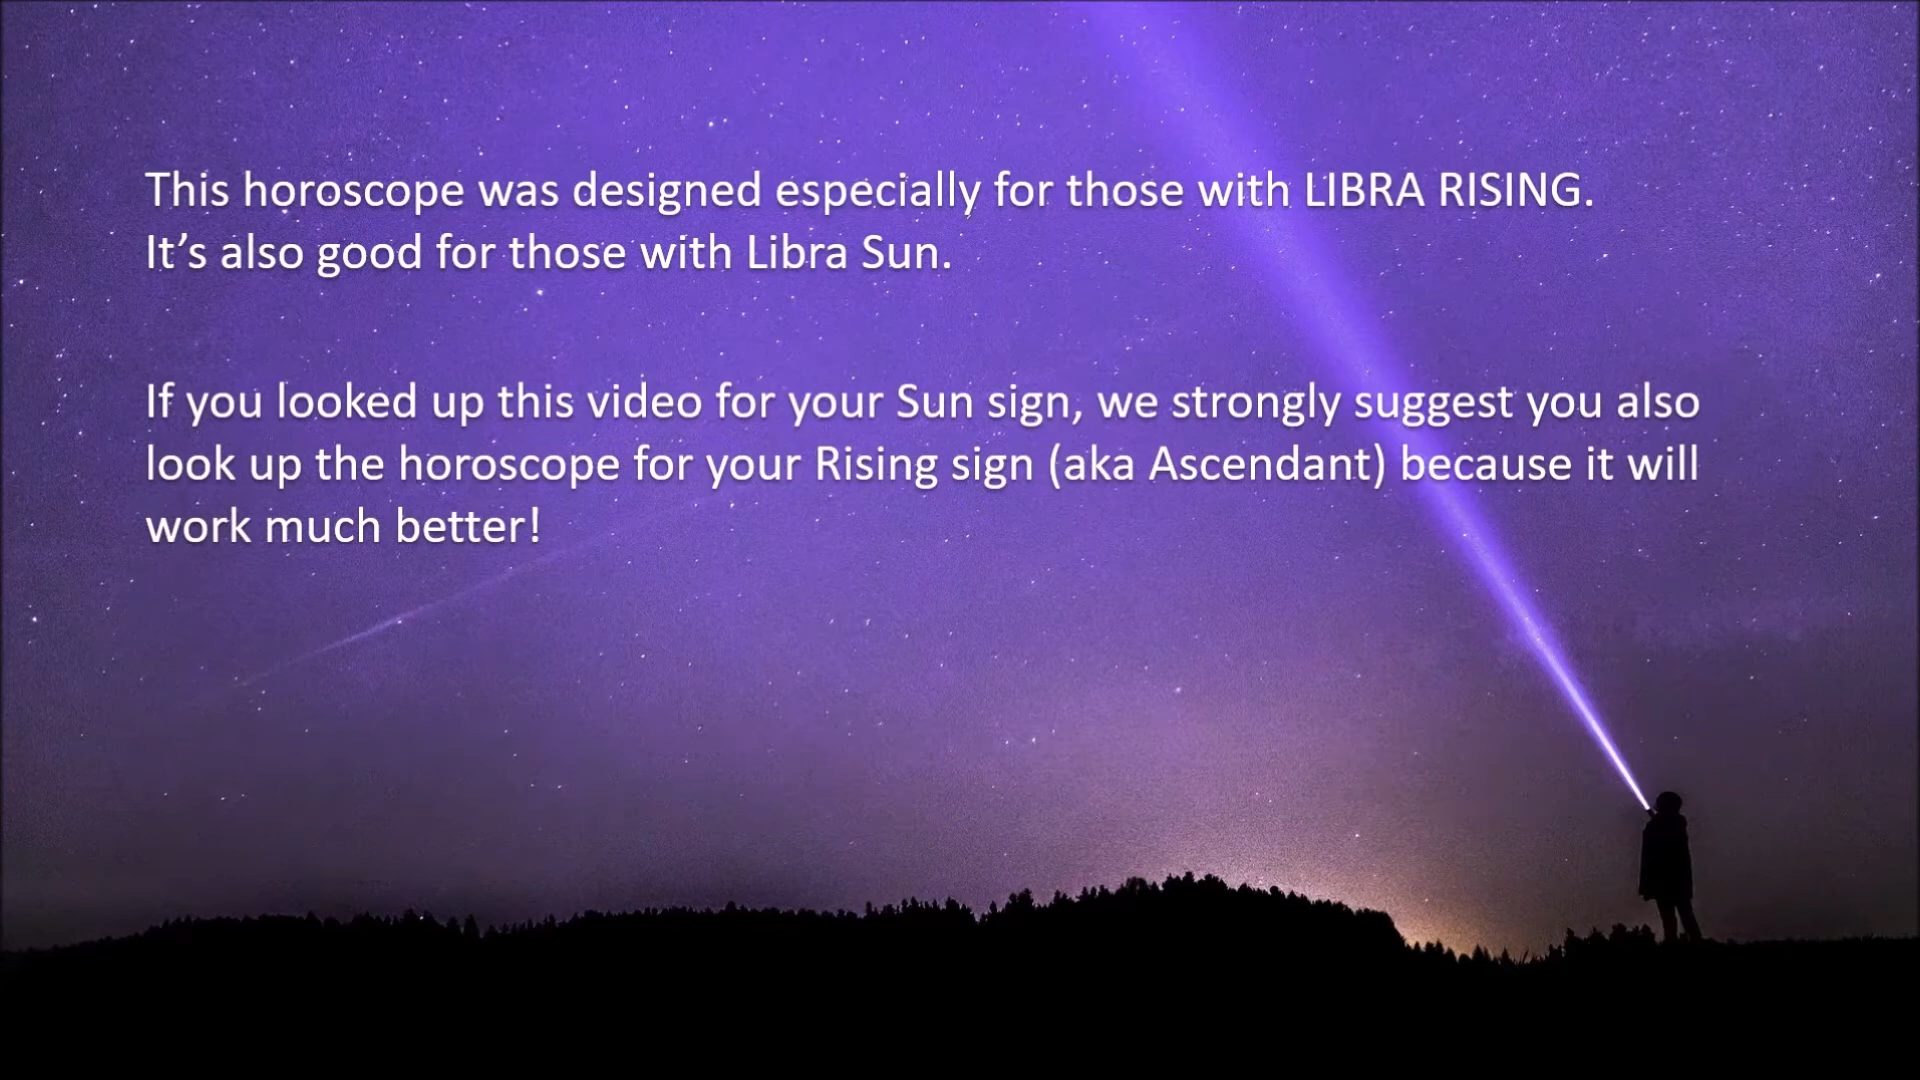 This horoscope was designed especially for those with LIBRA RISING.
It’s also good for those with Libra Sun.
If you looked up this video for your Sun sign, we strongly suggest you also
look up the horoscope for your Rising sign (aka Ascendant) because it will
work much better!